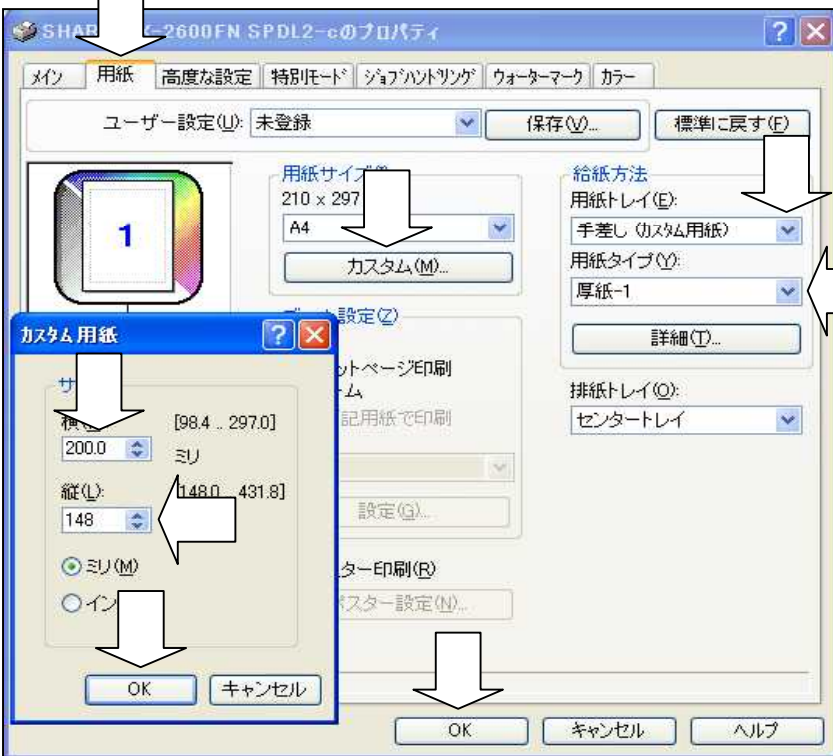 SHAR -2600FN SPDL2-cのプロパティ
メイン 用紙 高度な設定 特別モード ジョブハンドリング ウォーターマーク カラー
ユーザー設定(U): 未登録 保存(V)... 標準に戻す(F)
用紙サイズ
210 x 297
A4
カスタム(M)...
1
給紙方法
用紙トレイ(E):
手差し (カスタム用紙)
用紙タイプ(Y):
厚紙-1
詳細(T)...
排紙トレイ(O):
センタートレイ
設定(Z)
ットページ印刷
ーム
記用紙で印刷
設定(G)...
ター印刷(R)
ポスター設定(N)...
カスタム用紙
サ
横
[98.4 .. 297.0]
200.0
ミリ
縦(L):
[148.0 431.8]
148
ミリ(M)
イン
OK キャンセル
OK キャンセル ヘルプ